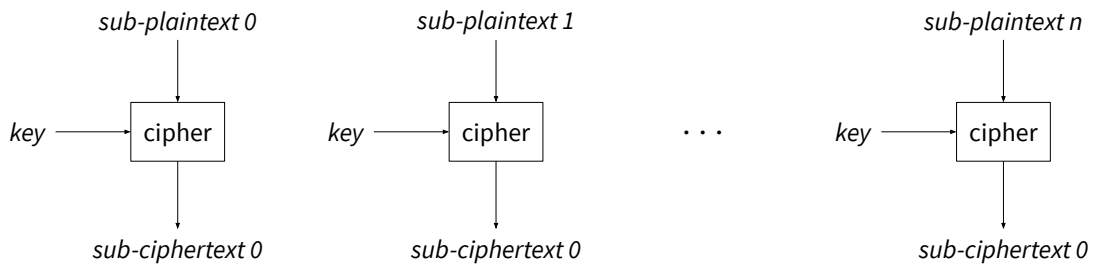 sub-plaintext 0 sub-plaintext 1 sub-plaintext n
key cipher key cipher ... key cipher
sub-ciphertext 0 sub-ciphertext 0 sub-ciphertext 0